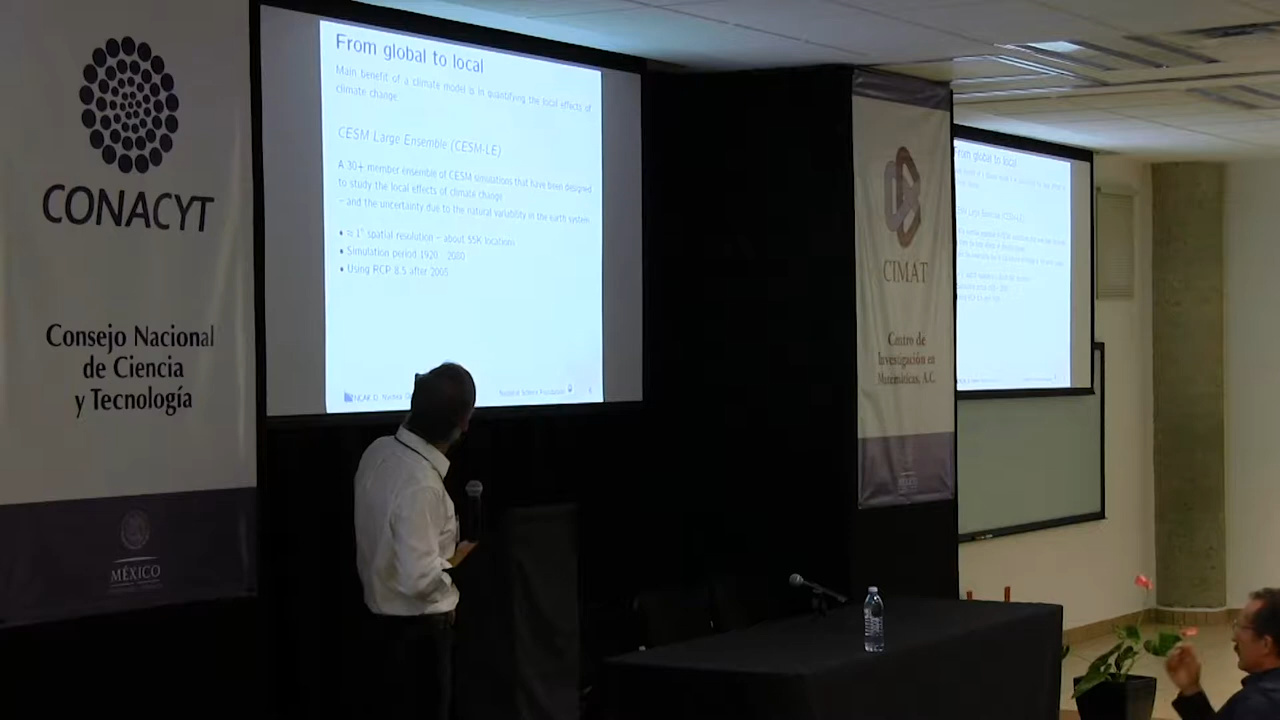 CONACYT
Consejo Nacional
de Ciencia
y Tecnología
MÉXICO
From global to local
Main benefit of a climate model is in quantifying the local effects of
climate change.
CESM Large Ensemble (CESM-LE)
A 30+ member ensemble of CESM simulations that have been designed
to study the local effects of climate change
– and the uncertainty due to the natural variability in the earth system.
• ≈ 1° spatial resolution – about 55K locations
• Simulation period 1920 - 2080
• Using RCP 8.5 after 2005
NCAR D. Nychka
National Science Foundation
CIMAT
Centro de
Investigación en
Matemáticas, A.C.
From global to local